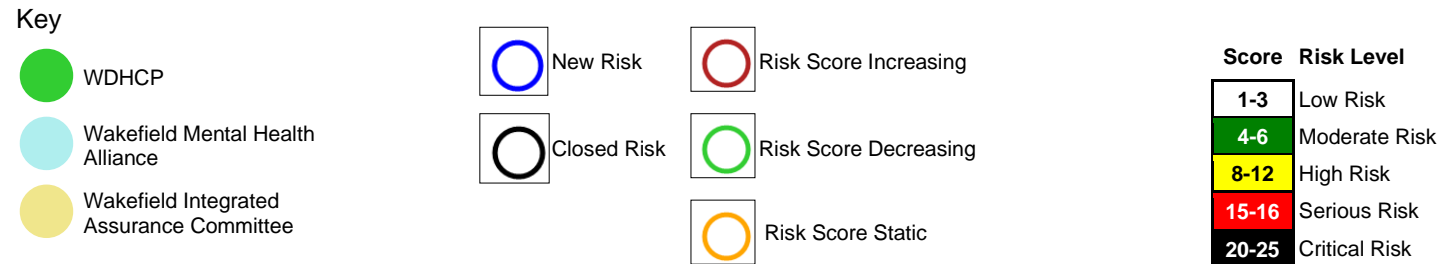 Key
WDHCP
Wakefield Mental Health
Alliance
Wakefield Integrated
Assurance Committee
New Risk
Closed Risk
Risk Score Increasing
Risk Score Decreasing
Risk Score Static
Score Risk Level
1-3 Low Risk
4-6 Moderate Risk
8-12 High Risk
15-16 Serious Risk
20-25 Critical Risk